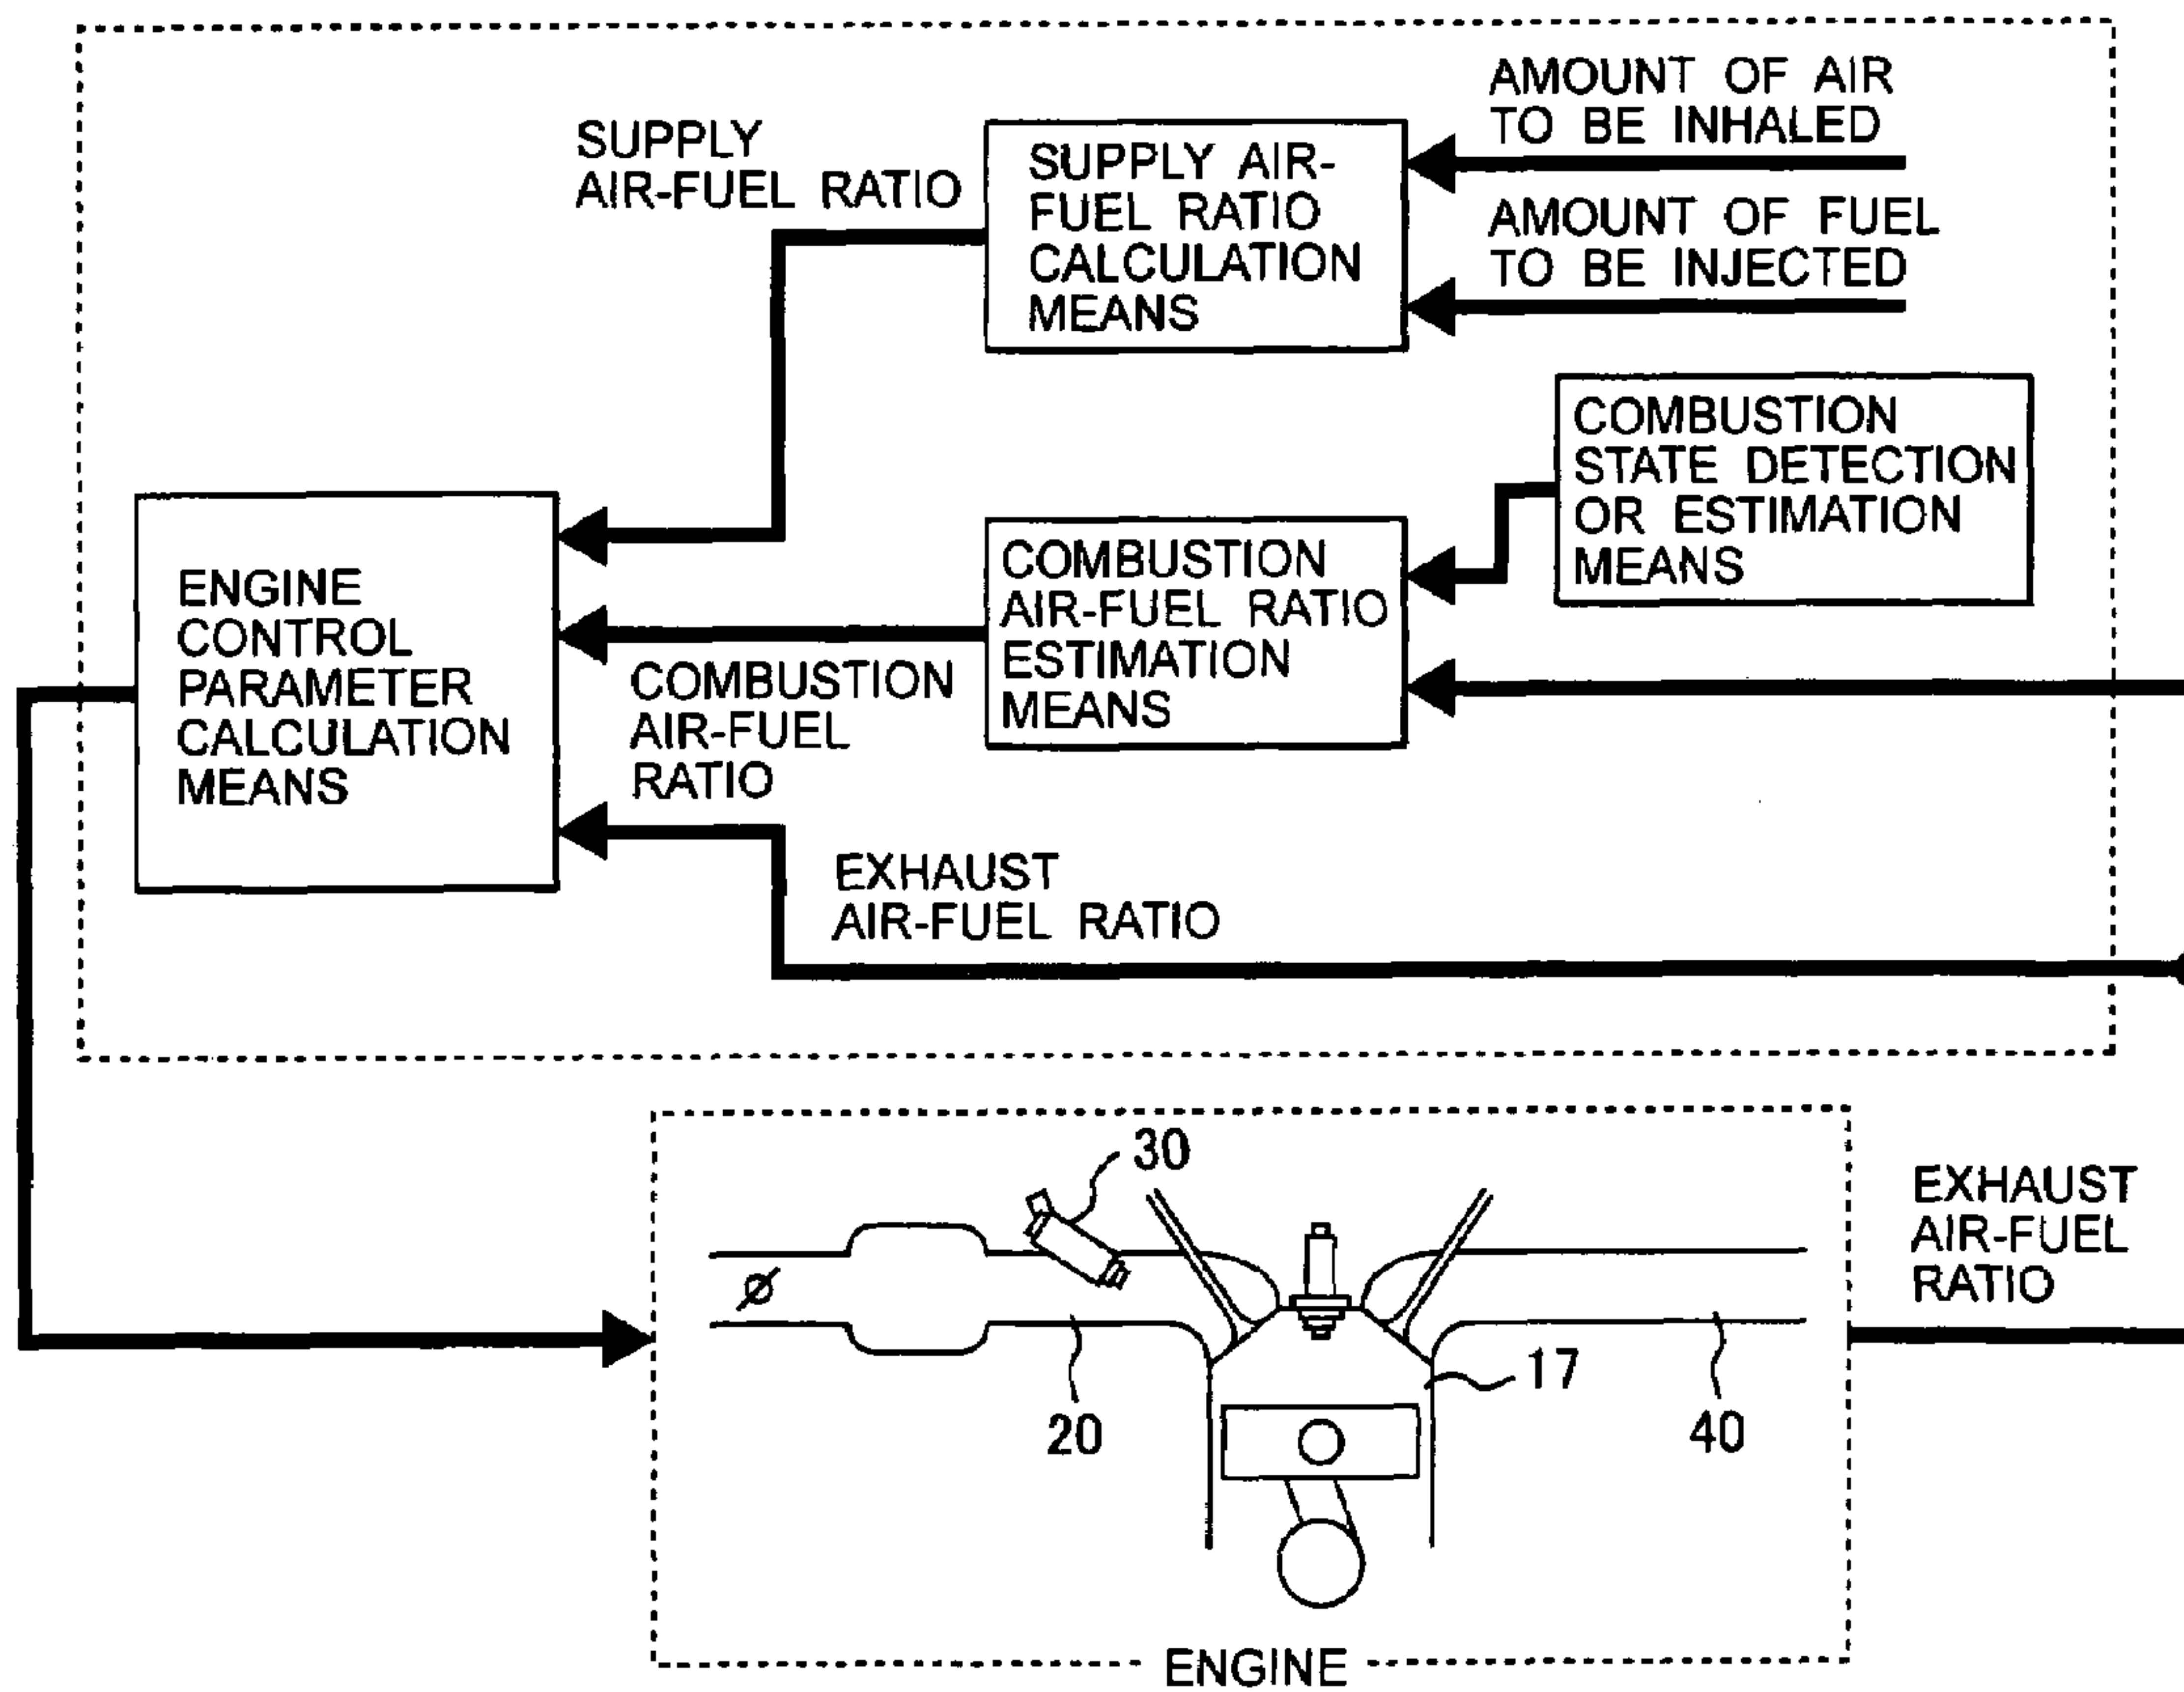 AMOUNT OF AIR
TO BE INHALED
SUPPLY
AIR-FUEL RATIO
SUPPLY AIR-
FUEL RATIO
CALCULATION
MEANS
AMOUNT OF FUEL
TO BE INJECTED
COMBUSTION
STATE DETECTION
OR ESTIMATION
MEANS
COMBUSTION
AIR-FUEL RATIO
ESTIMATION
MEANS
ENGINE
CONTROL
PARAMETER
CALCULATION
MEANS
COMBUSTION
AIR-FUEL
RATIO
EXHAUST
AIR-FUEL RATIO
30
EXHAUST
AIR-FUEL
RATIO
17
20
40
ENGINE